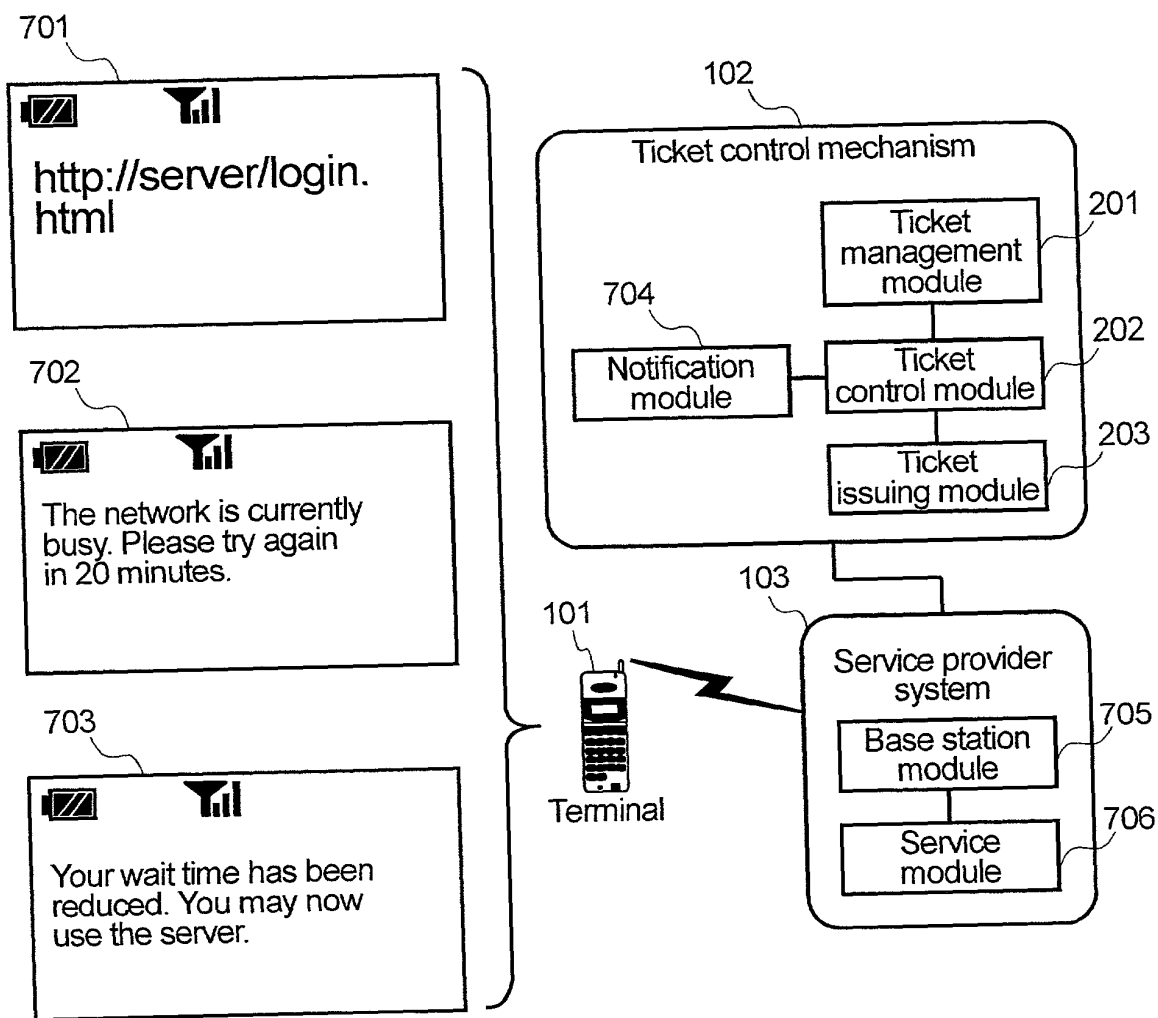 701
http://server/login.
html
702
The network is currently
busy. Please try again
in 20 minutes.
703
Your wait time has been
reduced. You may now
use the server.
101
Terminal
102
Ticket control mechanism
201
Ticket
management
module
704
Notification
module
202
Ticket
control module
203
Ticket
issuing module
103
Service provider
system
705
Base station
module
706
Service
module